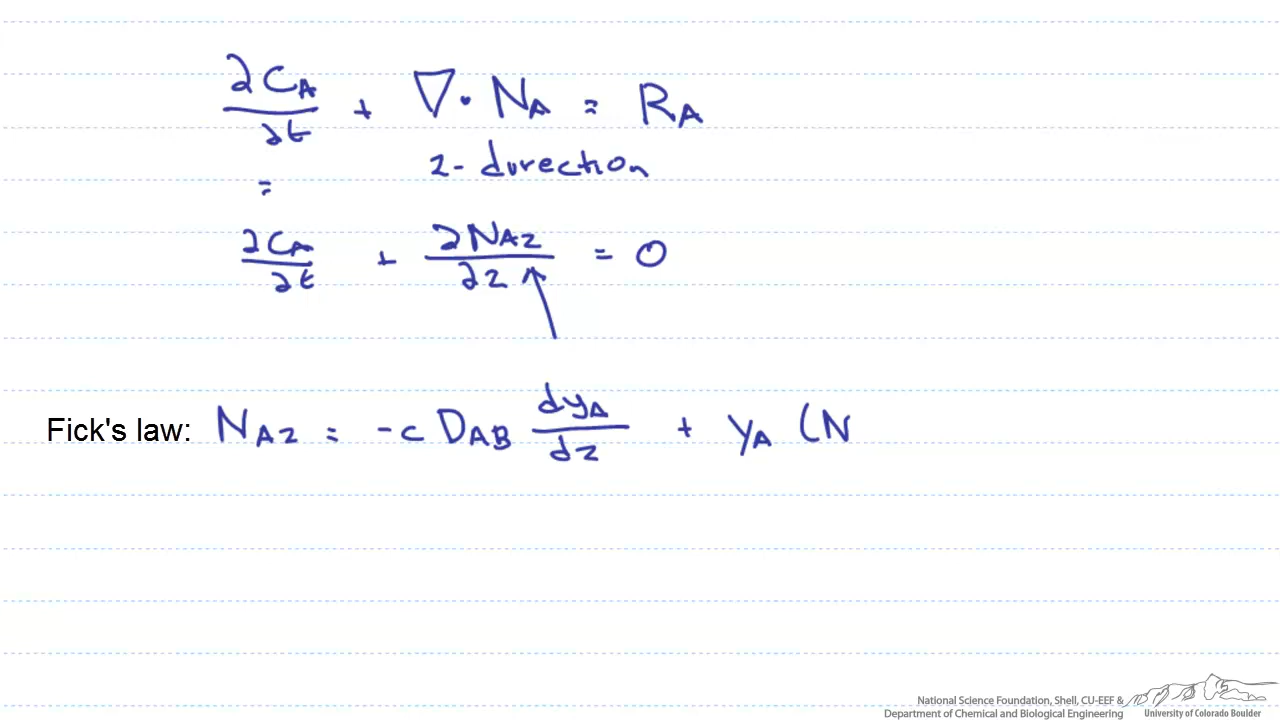 ∂C_A/∂t + ∇ · N_A = R_A
z - direction
=
∂C_A/∂t + ∂N_Az/∂z = 0
Fick's law: N_Az = -c D_AB dy_A/dz + y_A (N
National Science Foundation, Shell, CU-EEF &
Department of Chemical and Biological Engineering
University of Colorado Boulder